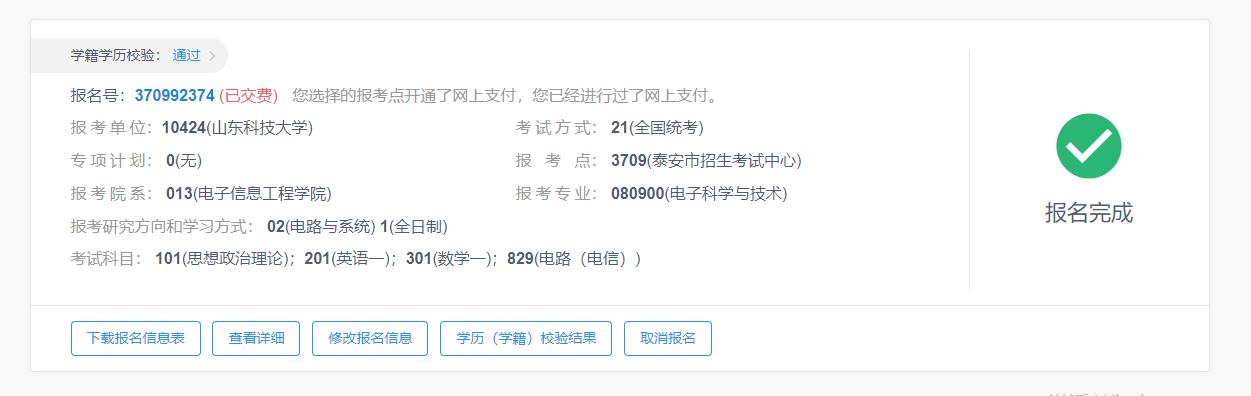 学籍学历校验： 通过 >
报名号：370992374 (已交费) 您选择的报考点开通了网上支付，您已经进行过了网上支付。
报考单位：10424(山东科技大学) 考试方式：21(全国统考)
专项计划：0(无) 报 考 点：3709(泰安市招生考试中心)
报考院系：013(电子信息工程学院) 报考专业：080900(电子科学与技术)
报考研究方向和学习方式：02(电路与系统) 1(全日制)
考试科目：101(思想政治理论)；201(英语一)；301(数学一)；829(电路（电信）)
报名完成
下载报名信息表 查看详细 修改报名信息 学历（学籍）校验结果 取消报名